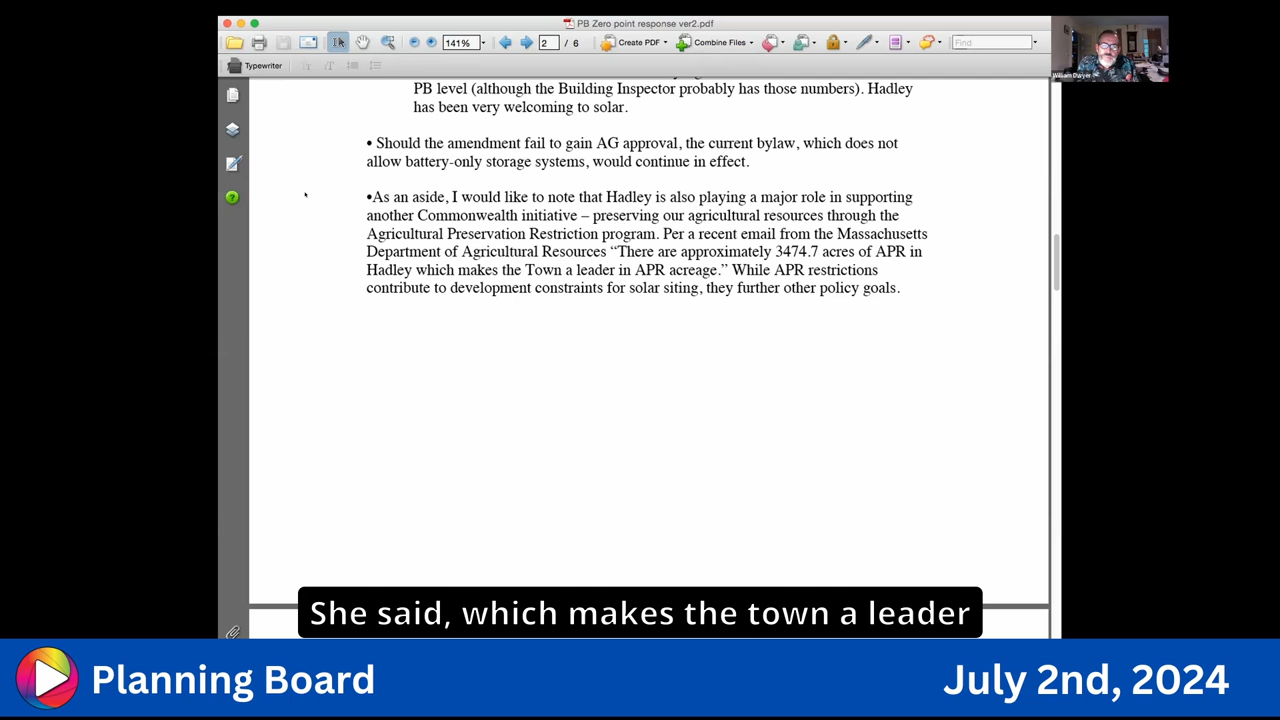 PB Zero point response ver2.pdf
141%
2 / 6
Create PDF
Combine Files
Find
Typewriter
William Dwyer
PB level (although the Building Inspector probably has those numbers). Hadley
has been very welcoming to solar.
• Should the amendment fail to gain AG approval, the current bylaw, which does not
allow battery-only storage systems, would continue in effect.
•As an aside, I would like to note that Hadley is also playing a major role in supporting
another Commonwealth initiative – preserving our agricultural resources through the
Agricultural Preservation Restriction program. Per a recent email from the Massachusetts
Department of Agricultural Resources “There are approximately 3474.7 acres of APR in
Hadley which makes the Town a leader in APR acreage.” While APR restrictions
contribute to development constraints for solar siting, they further other policy goals.
She said, which makes the town a leader
Planning Board
July 2nd, 2024